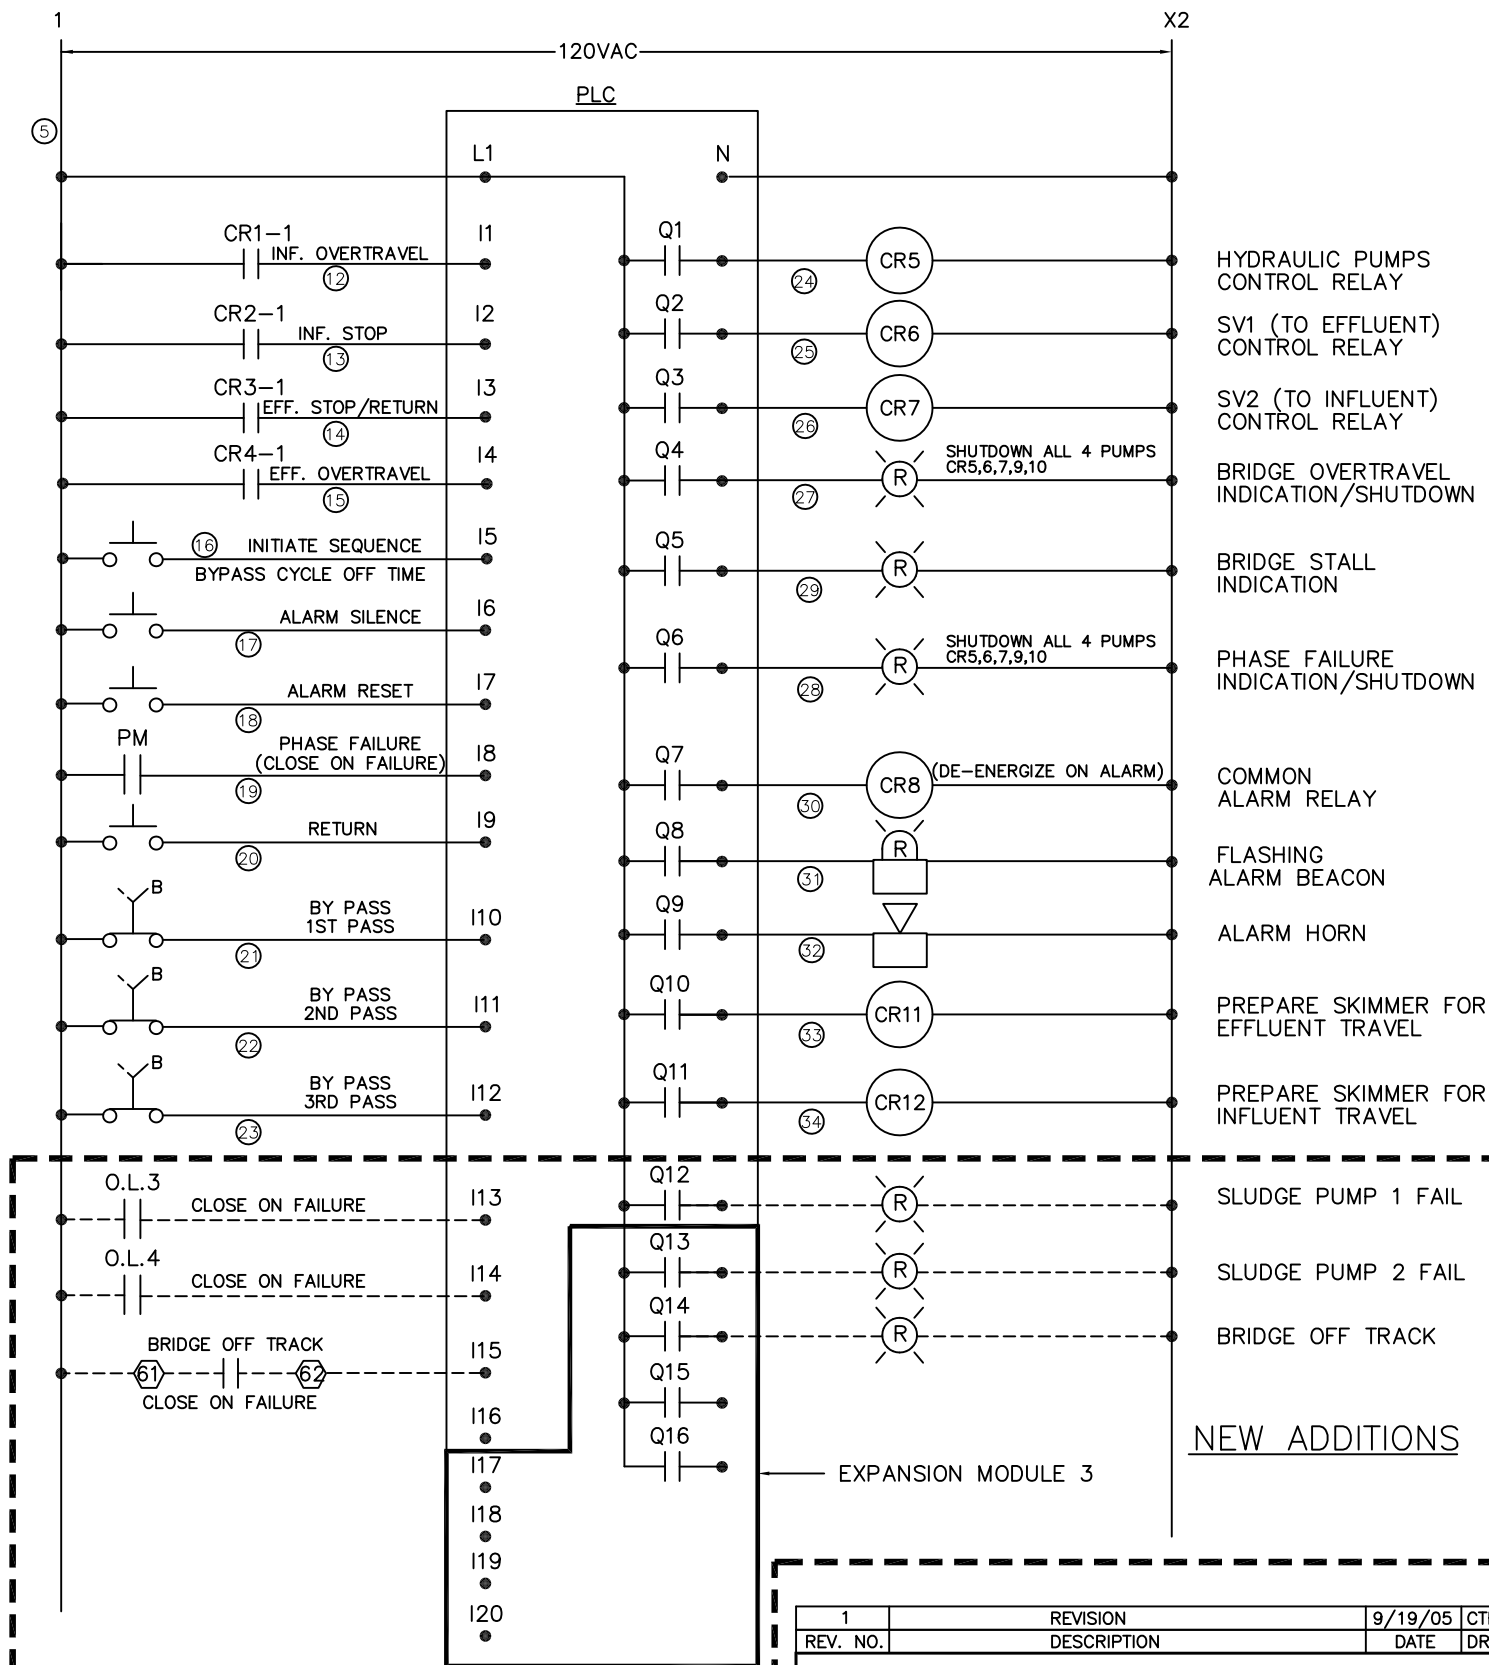 1
X2
120VAC
PLC
5
L1
N
CR1-1
INF. OVERTRAVEL
12
I1
Q1
24
CR5
HYDRAULIC PUMPS
CONTROL RELAY
CR2-1
INF. STOP
13
I2
Q2
25
CR6
SV1 (TO EFFLUENT)
CONTROL RELAY
CR3-1
EFF. STOP/RETURN
14
I3
Q3
26
CR7
SV2 (TO INFLUENT)
CONTROL RELAY
CR4-1
EFF. OVERTRAVEL
15
I4
Q4
27
R
SHUTDOWN ALL 4 PUMPS
CR5,6,7,9,10
BRIDGE OVERTRAVEL
INDICATION/SHUTDOWN
16
INITIATE SEQUENCE
BYPASS CYCLE OFF TIME
I5
Q5
29
R
BRIDGE STALL
INDICATION
ALARM SILENCE
17
I6
Q6
28
R
SHUTDOWN ALL 4 PUMPS
CR5,6,7,9,10
PHASE FAILURE
INDICATION/SHUTDOWN
ALARM RESET
18
I7
PM
PHASE FAILURE
(CLOSE ON FAILURE)
19
I8
Q7
30
CR8
(DE-ENERGIZE ON ALARM)
COMMON
ALARM RELAY
RETURN
20
I9
Q8
31
R
FLASHING
ALARM BEACON
B
BY PASS
1ST PASS
21
I10
Q9
32
ALARM HORN
B
BY PASS
2ND PASS
22
I11
Q10
33
CR11
PREPARE SKIMMER FOR
EFFLUENT TRAVEL
B
BY PASS
3RD PASS
23
I12
Q11
34
CR12
PREPARE SKIMMER FOR
INFLUENT TRAVEL
O.L.3
CLOSE ON FAILURE
I13
Q12
R
SLUDGE PUMP 1 FAIL
O.L.4
CLOSE ON FAILURE
I14
Q13
R
SLUDGE PUMP 2 FAIL
BRIDGE OFF TRACK
61
62
CLOSE ON FAILURE
I15
Q14
R
BRIDGE OFF TRACK
Q15
I16
Q16
NEW ADDITIONS
I17
EXPANSION MODULE 3
I18
I19
I20
1 REVISION 9/19/05
REV. NO. DESCRIPTION DATE